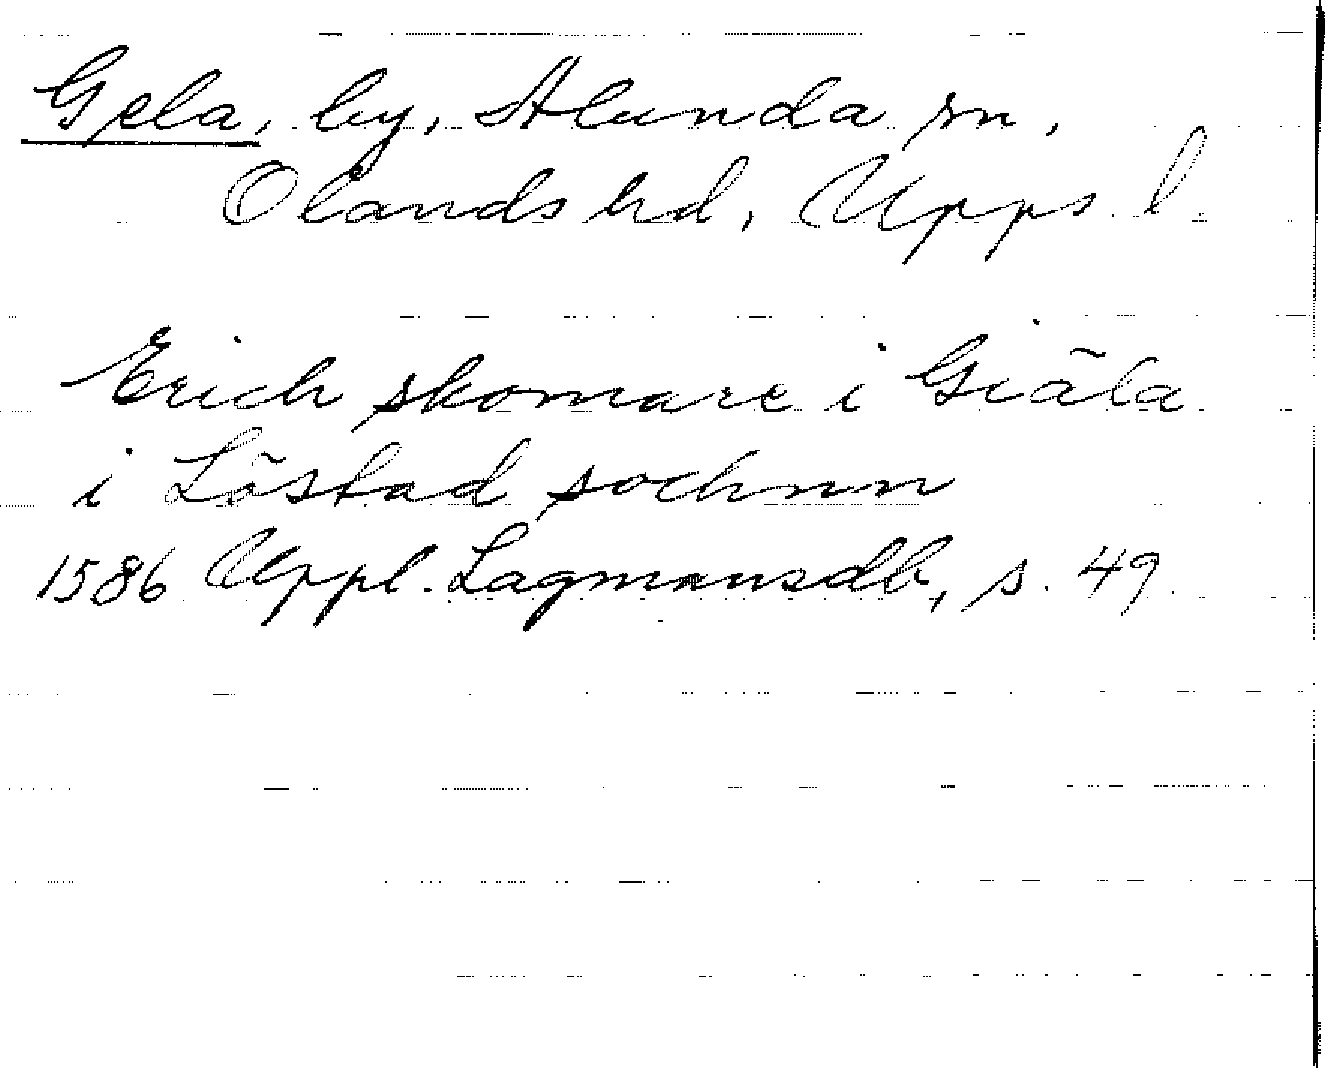 Gela, by, Alunda sn,
Olands hd, Upps. l.
Erich skomare i Giäla
i Löstad sochnn
1586 Uppl. Lagmansdb, s. 49